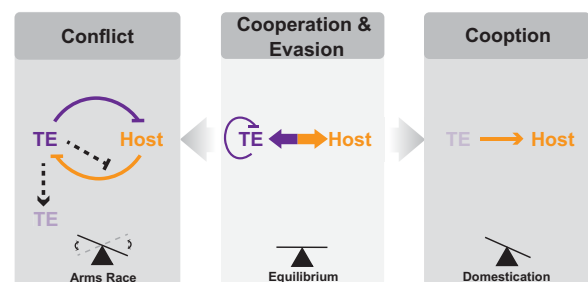 Conflict
Cooperation &
Evasion
Cooption
TE
Host
TE
Arms Race
TE
Host
Equilibrium
TE
Host
Domestication